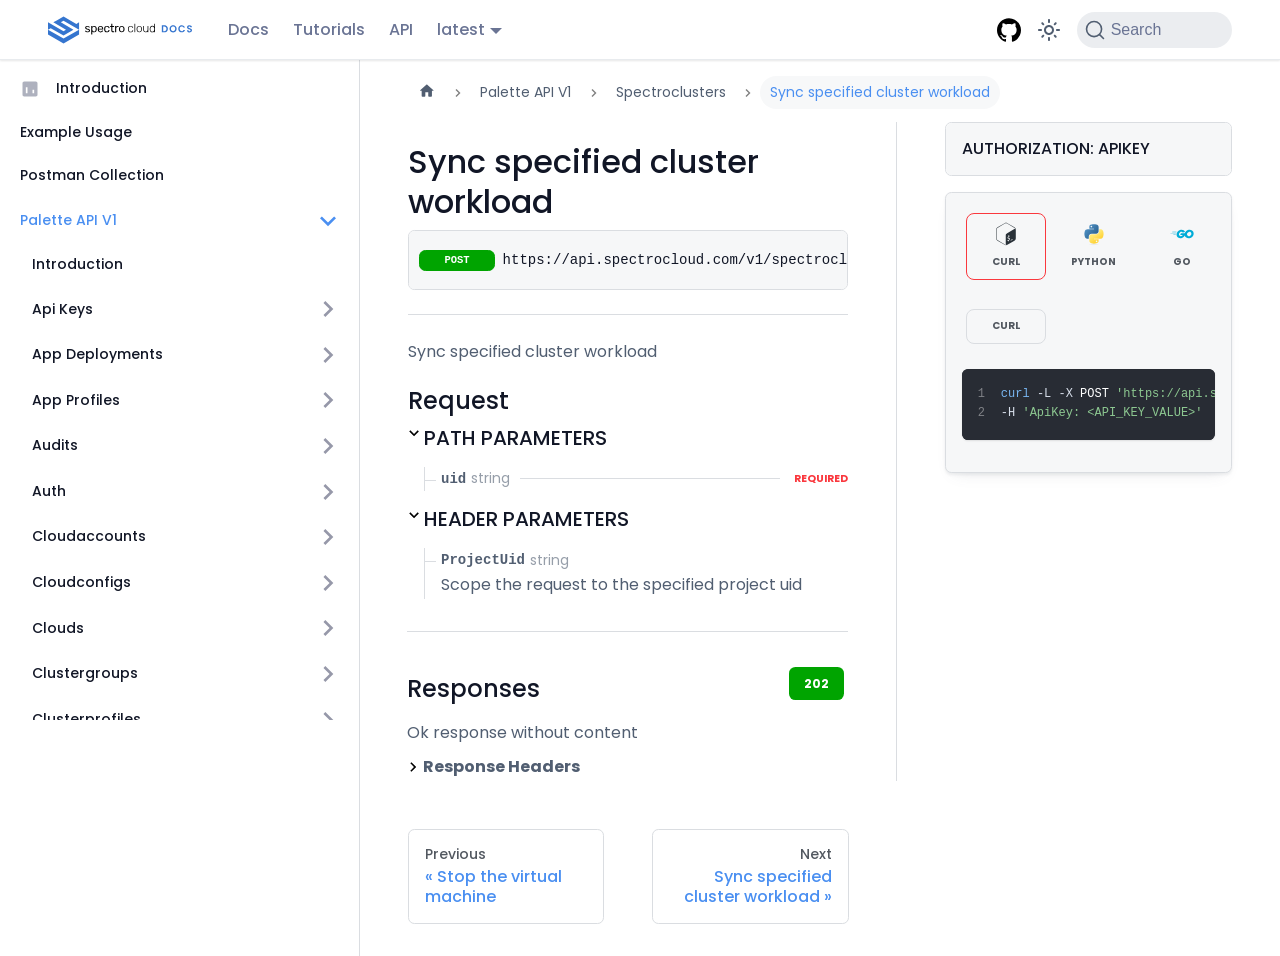 spectro cloud DOCS
Docs
Tutorials
API
latest
Search
Introduction
Example Usage
Postman Collection
Palette API V1
Introduction
Api Keys
App Deployments
App Profiles
Audits
Auth
Cloudaccounts
Cloudconfigs
Clouds
Clustergroups
Clusterprofiles
Palette API V1
Spectroclusters
Sync specified cluster workload
Sync specified cluster
workload
POST https://api.spectrocloud.com/v1/spectrocl
Sync specified cluster workload
Request
PATH PARAMETERS
uid string REQUIRED
HEADER PARAMETERS
ProjectUid string
Scope the request to the specified project uid
Responses
202
Ok response without content
Response Headers
Previous
« Stop the virtual
machine
Next
Sync specified
cluster workload »
AUTHORIZATION: APIKEY
CURL
PYTHON
GO
CURL
1 curl -L -X POST 'https://api.s
2 -H 'ApiKey: <API_KEY_VALUE>'